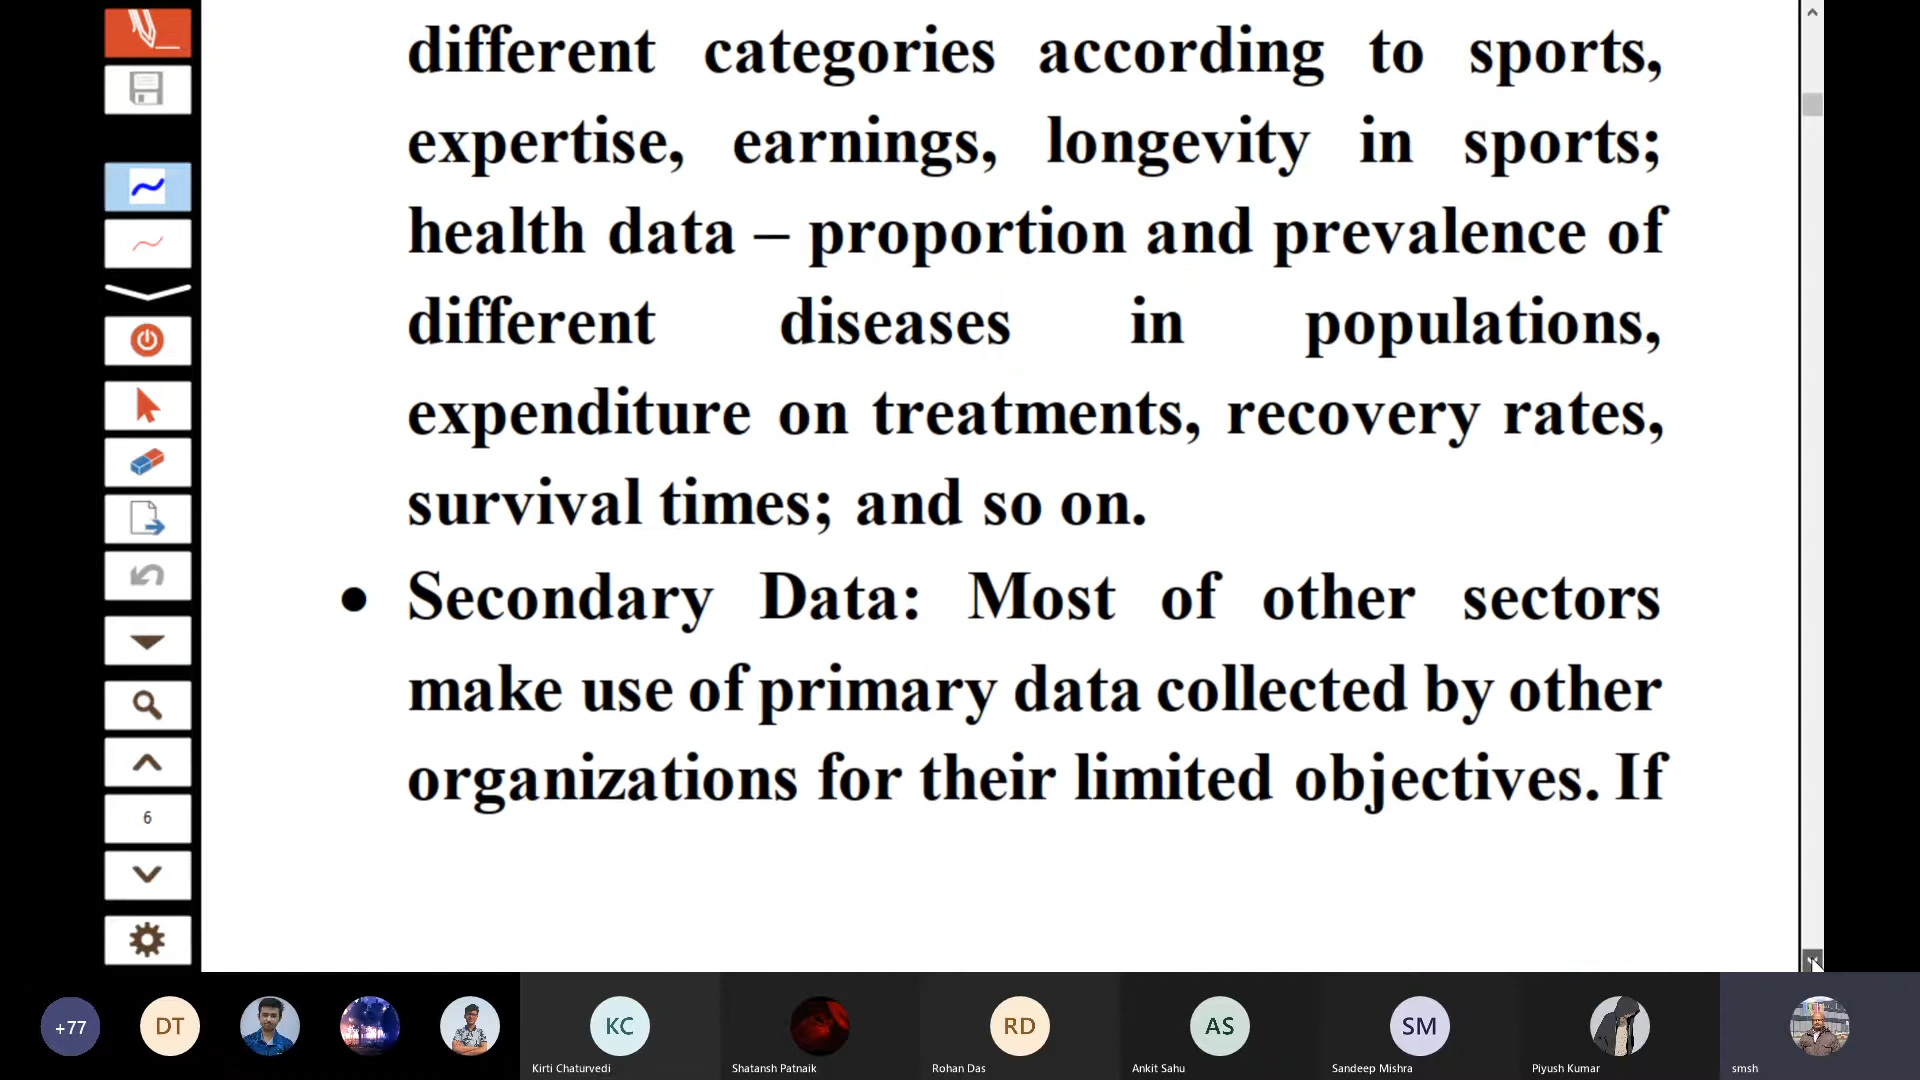 different categories according to sports,
expertise, earnings, longevity in sports;
health data – proportion and prevalence of
different diseases in populations,
expenditure on treatments, recovery rates,
survival times; and so on.
• Secondary Data: Most of other sectors
make use of primary data collected by other
organizations for their limited objectives. If
6
+77
DT
KC
RD
AS
SM
Kirti Chaturvedi
Shatansh Patnaik
Rohan Das
Ankit Sahu
Sandeep Mishra
Piyush Kumar
smsh